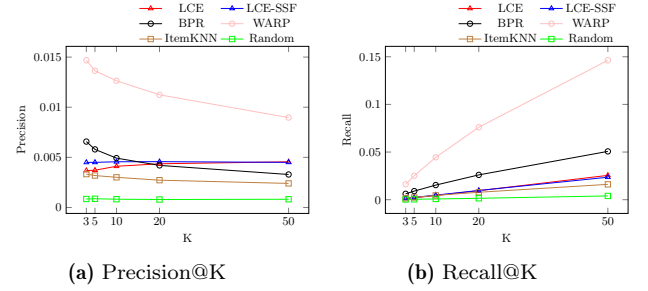 LCE LCE-SSF
BPR WARP
ItemKNN Random
0.015
0.01
0.005
0
Precision
3 5 10 20 50
K
(a) Precision@K
LCE LCE-SSF
BPR WARP
ItemKNN Random
0.15
0.1
0.05
0
Recall
3 5 10 20 50
K
(b) Recall@K